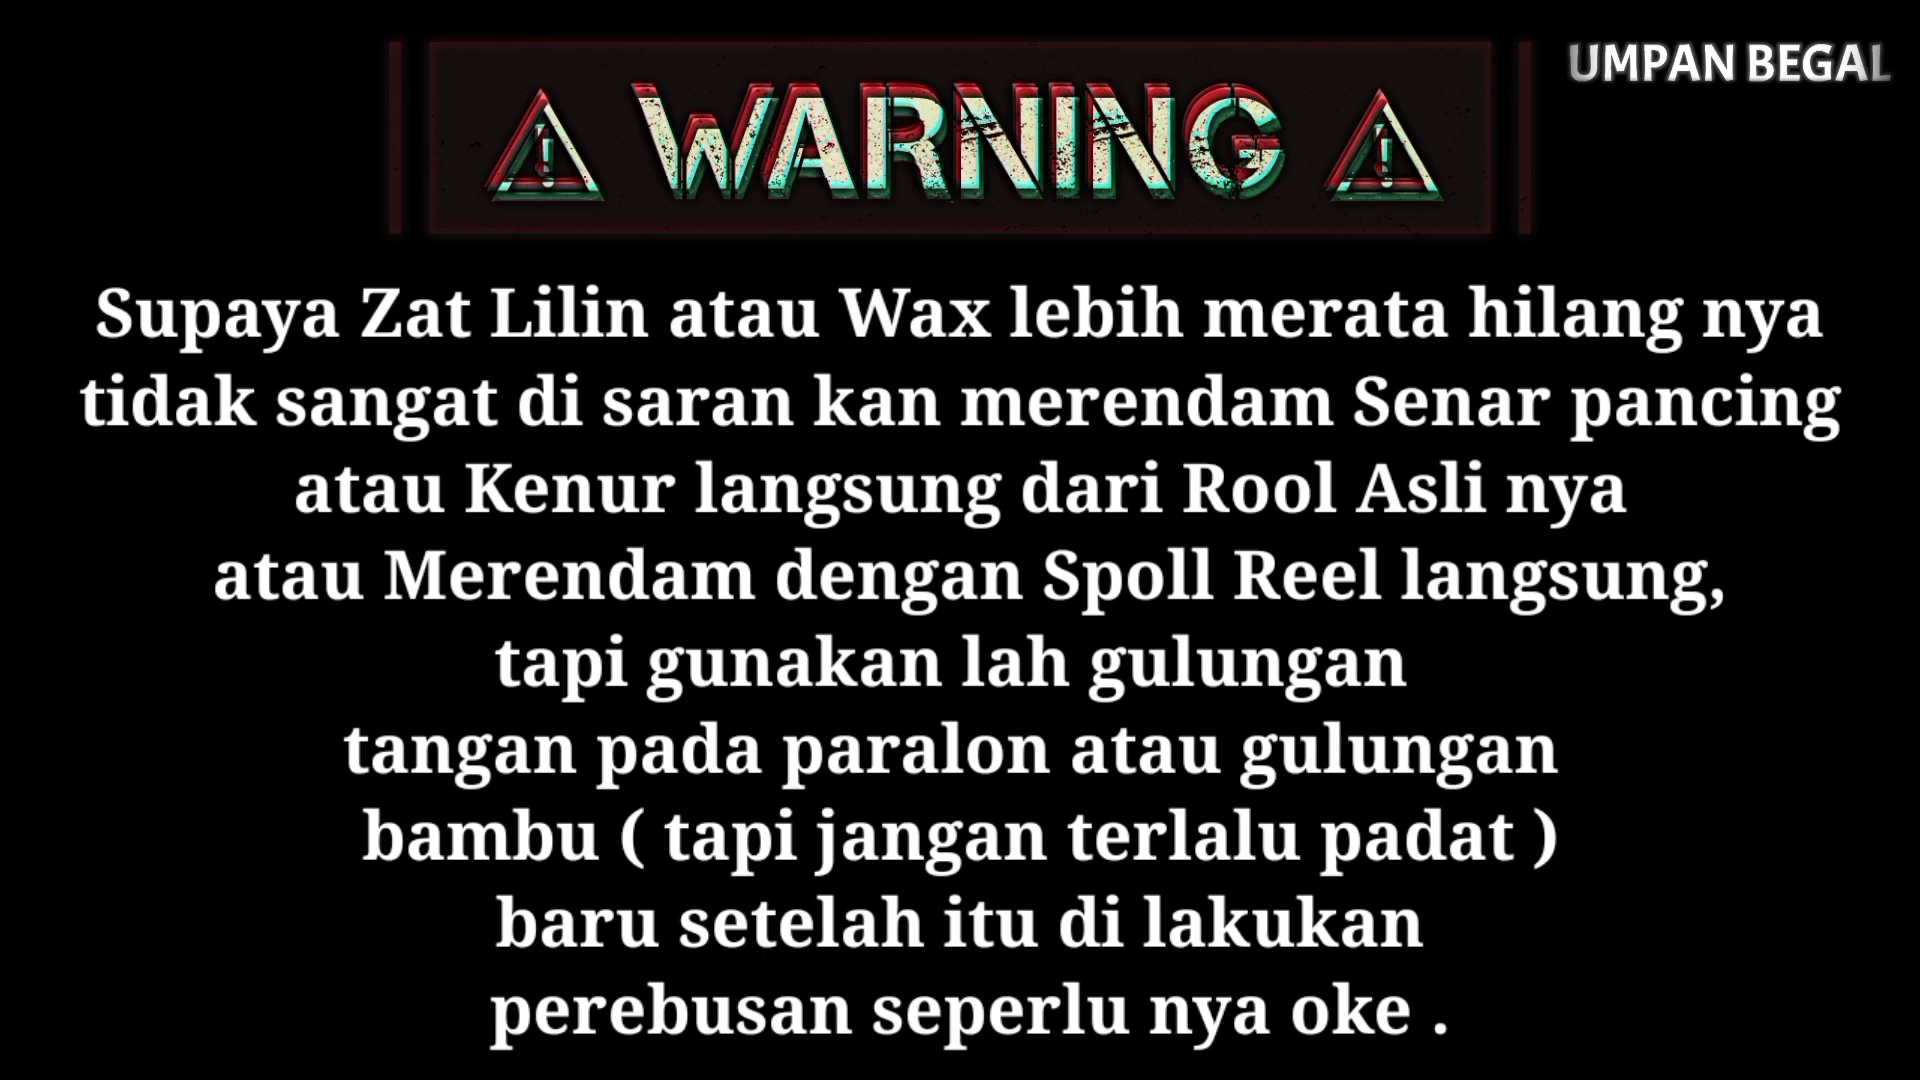 UMPAN BEGAL
⚠ WARNING ⚠
Supaya Zat Lilin atau Wax lebih merata hilang nya
tidak sangat di saran kan merendam Senar pancing
atau Kenur langsung dari Rool Asli nya
atau Merendam dengan Spoll Reel langsung,
tapi gunakan lah gulungan
tangan pada paralon atau gulungan
bambu ( tapi jangan terlalu padat )
baru setelah itu di lakukan
perebusan seperlu nya oke .